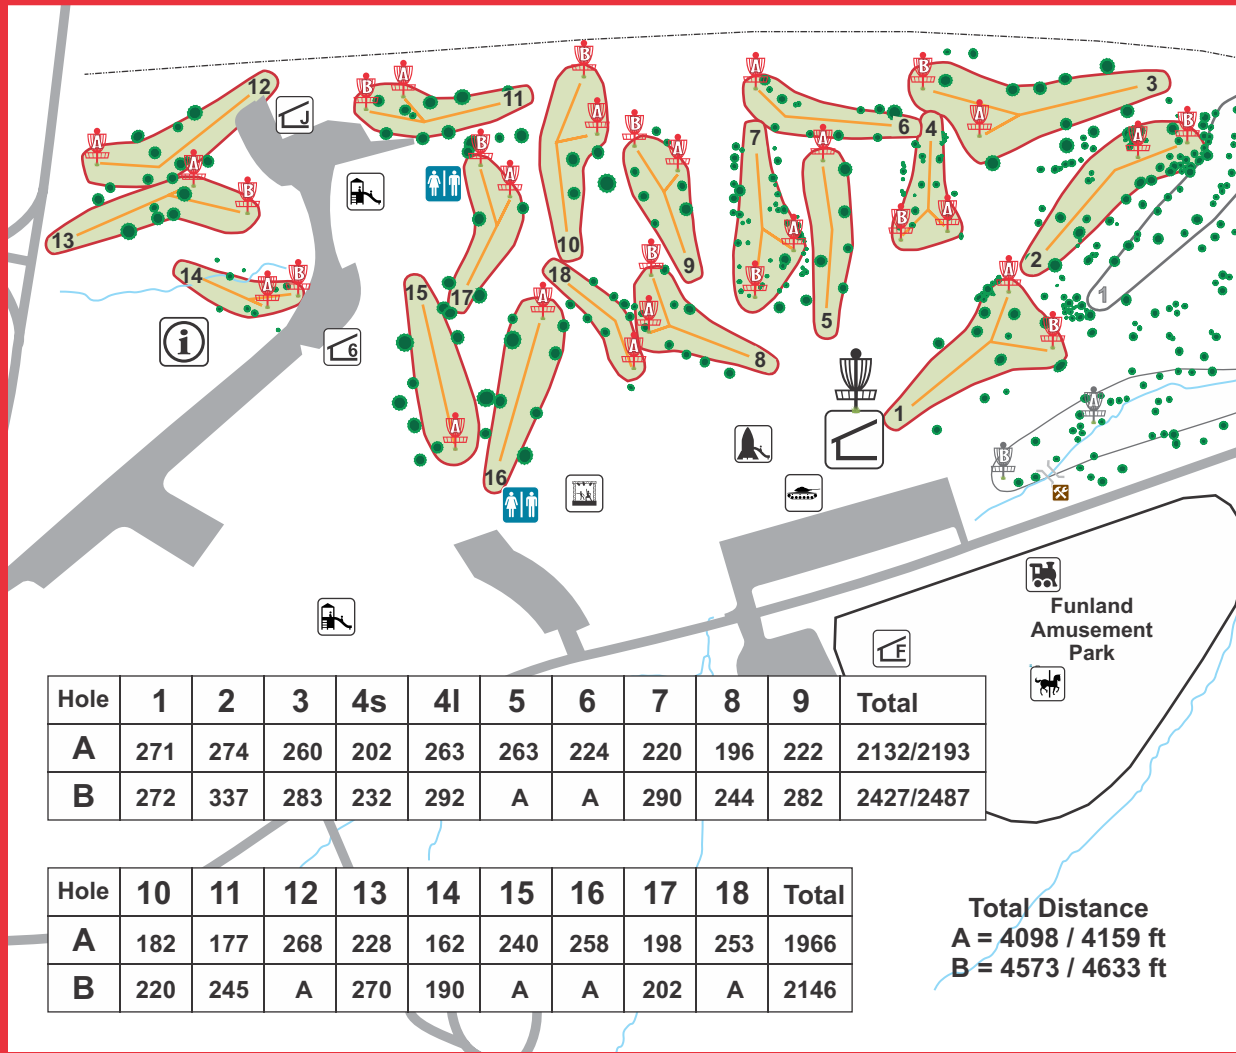 12
J
13
14
6
11
17
15
16
10
9
18
8
7
6
5
4
3
2
1
1
A
A
B
A
B
B
A
B
A
B
A
B
A
B
A
A
B
A
A
B
A
A
B
B
A
B
A
A
B
A
B
A
B
i
Funland
Amusement
Park
F
Hole 1 2 3 4s 4l 5 6 7 8 9 Total
A 271 274 260 202 263 263 224 220 196 222 2132/2193
B 272 337 283 232 292 A A 290 244 282 2427/2487
Hole 10 11 12 13 14 15 16 17 18 Total
A 182 177 268 228 162 240 258 198 253 1966
B 220 245 A 270 190 A A 202 A 2146
Total Distance
A = 4098 / 4159 ft
B = 4573 / 4633 ft